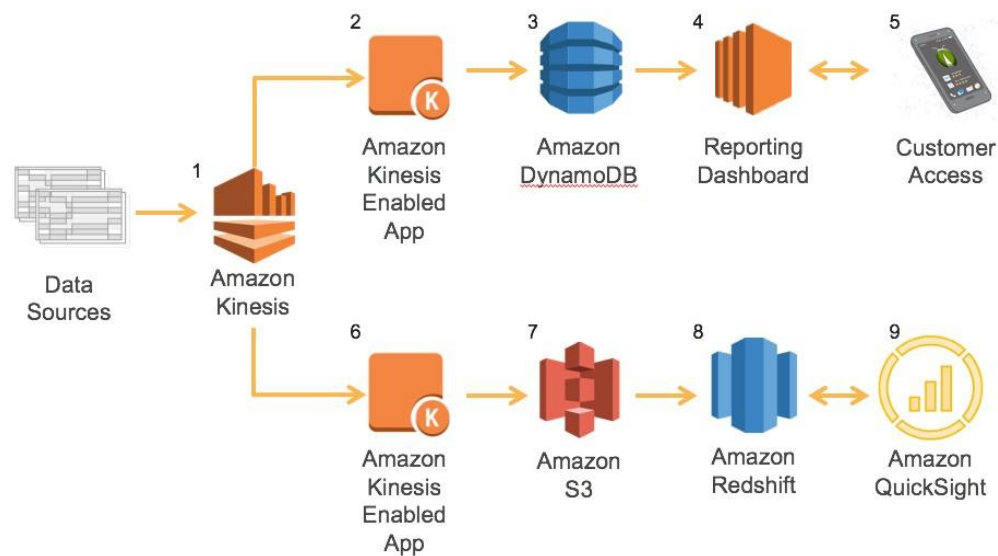 1
2
3
4
5
6
7
8
9
Data
Sources
Amazon
Kinesis
K
Amazon
Kinesis
Enabled
App
Amazon
DynamoDB
Reporting
Dashboard
Customer
Access
K
Amazon
Kinesis
Enabled
App
Amazon
S3
Amazon
Redshift
Amazon
QuickSight